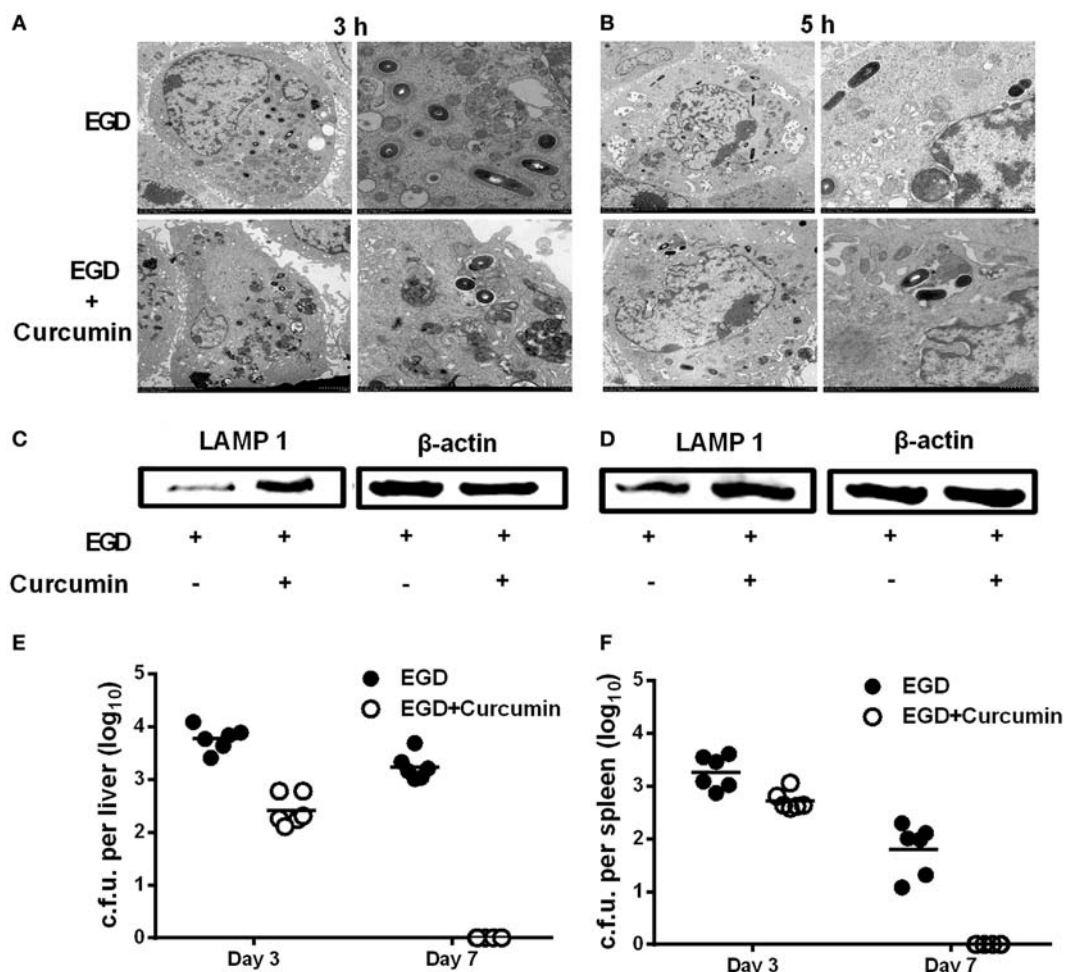 A 3 h
B 5 h
EGD
EGD
+
Curcumin
C LAMP 1 β-actin
D LAMP 1 β-actin
EGD + + + + + + + +
Curcumin - + - + - + - +
E
c.f.u. per liver (log10)
5
4
3
2
1
0
EGD
EGD+Curcumin
Day 3 Day 7
F
c.f.u. per spleen (log10)
5
4
3
2
1
0
EGD
EGD+Curcumin
Day 3 Day 7